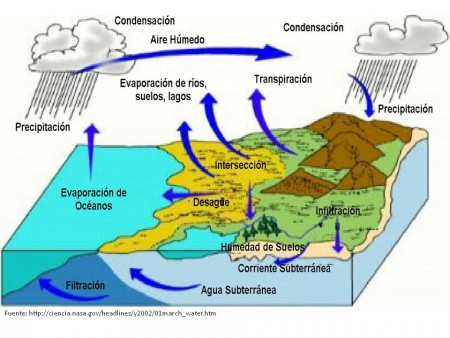 Condensación
Condensación
Aire Húmedo
Evaporación de ríos,
suelos, lagos
Transpiración
Precipitación
Precipitación
Intersección
Evaporación de
Océanos
Desagüe
Infiltración
Humedad de Suelos
Corriente Subterránea
Filtración
Agua Subterránea
Fuente: http://ciencia.nasa.gov/headlines/y2002/01march_water.htm